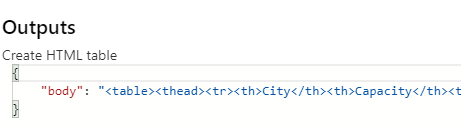 Outputs
Create HTML table
{
"body": "<table><thead><tr><th>City</th><th>Capacity</th><t
}